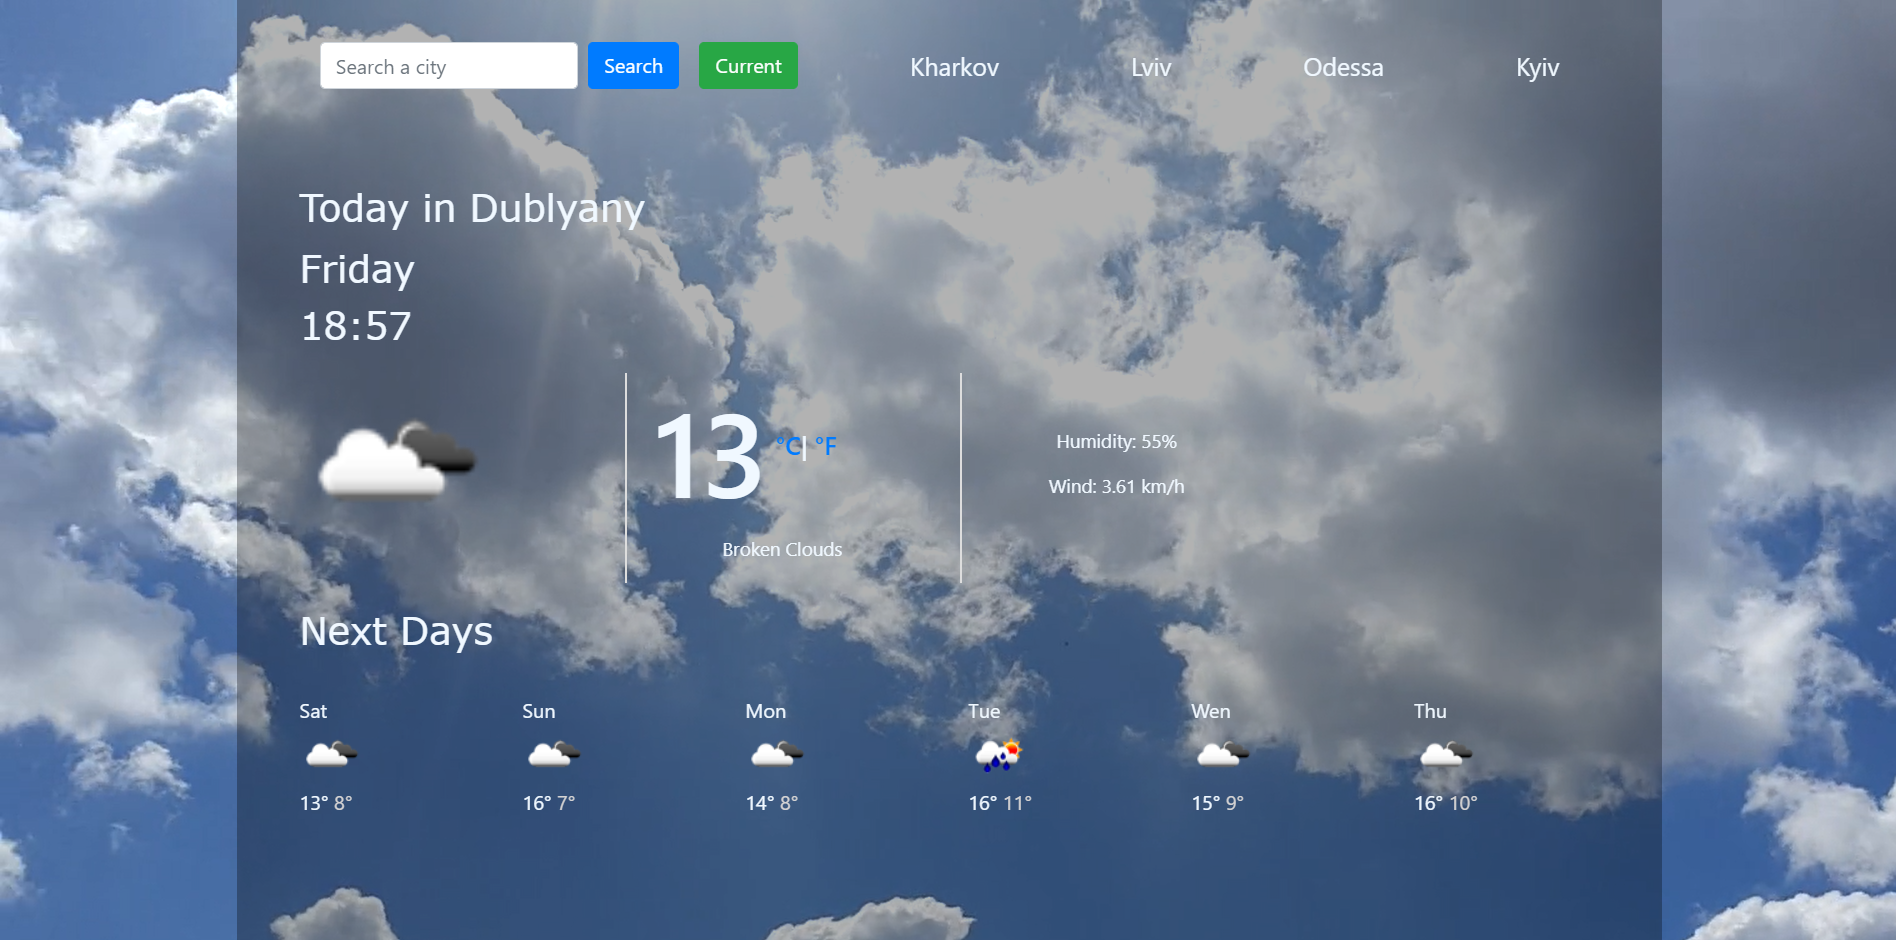 Search a city Search Current Kharkov Lviv Odessa Kyiv
Today in Dublyany
Friday
18:57
13 °C| °F
Broken Clouds
Humidity: 55%
Wind: 3.61 km/h
Next Days
Sat Sun Mon Tue Wen Thu
13° 8° 16° 7° 14° 8° 16° 11° 15° 9° 16° 10°